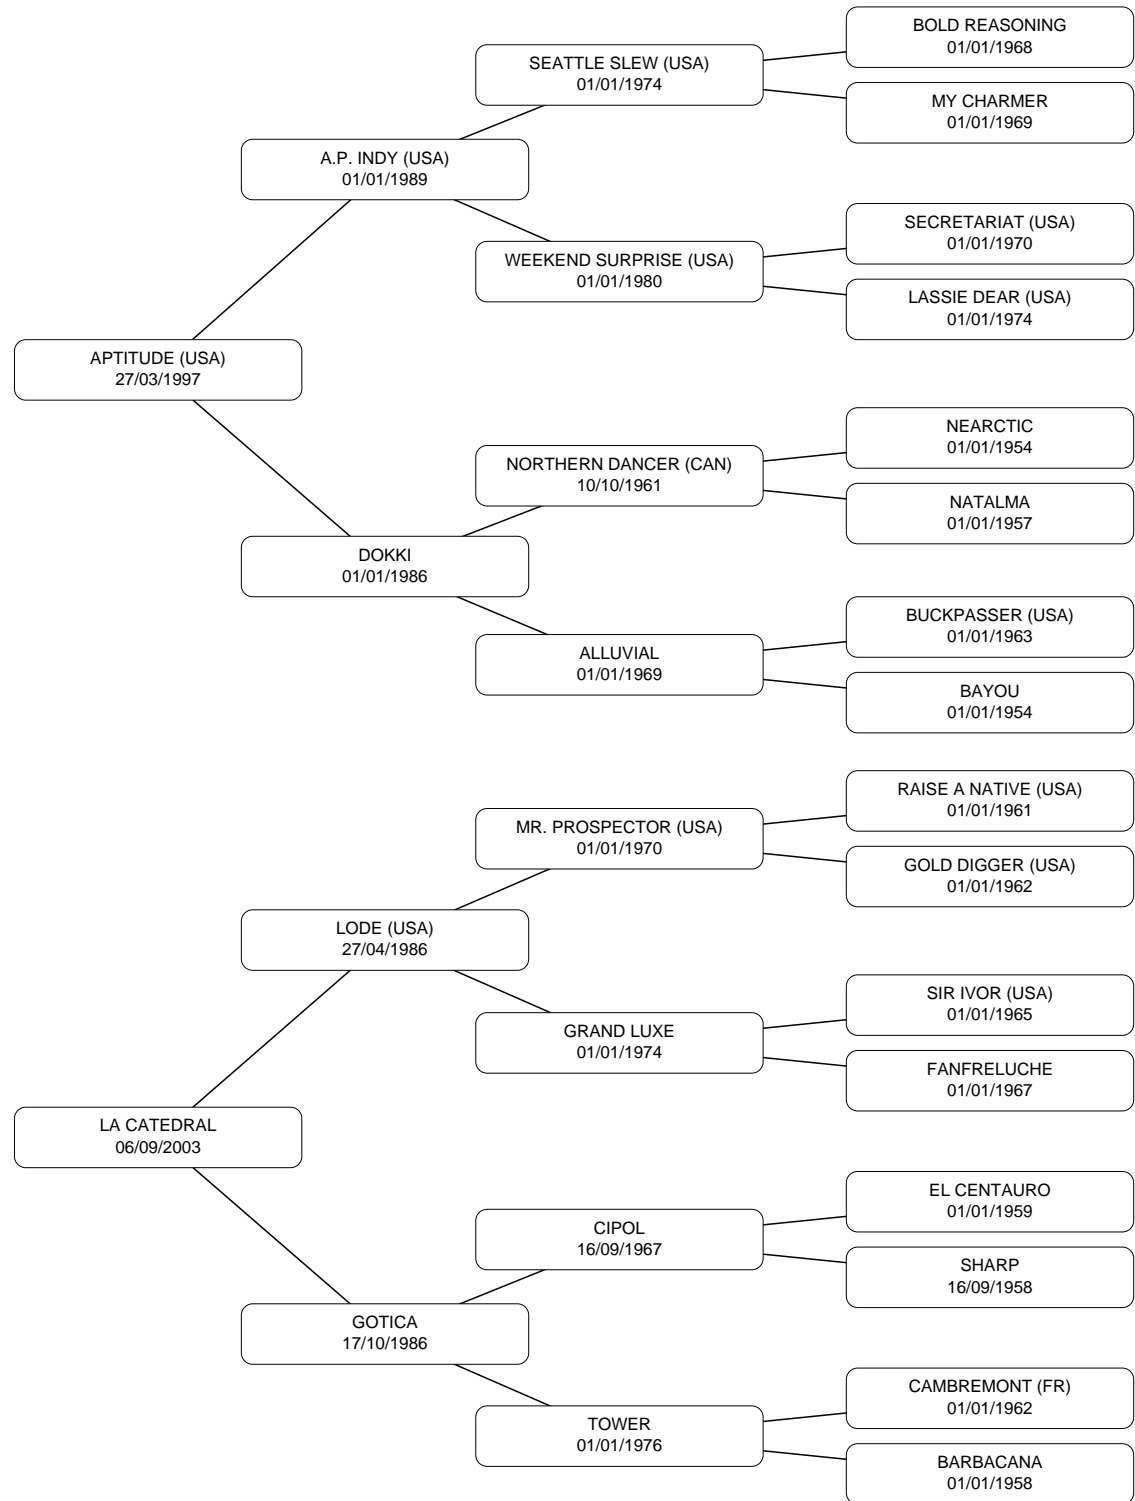 BOLD REASONING
01/01/1968
SEATTLE SLEW (USA)
01/01/1974
MY CHARMER
01/01/1969
A.P. INDY (USA)
01/01/1989
SECRETARIAT (USA)
01/01/1970
WEEKEND SURPRISE (USA)
01/01/1980
LASSIE DEAR (USA)
01/01/1974
APTITUDE (USA)
27/03/1997
NEARCTIC
01/01/1954
NORTHERN DANCER (CAN)
10/10/1961
NATALMA
01/01/1957
DOKKI
01/01/1986
BUCKPASSER (USA)
01/01/1963
ALLUVIAL
01/01/1969
BAYOU
01/01/1954
RAISE A NATIVE (USA)
01/01/1961
MR. PROSPECTOR (USA)
01/01/1970
GOLD DIGGER (USA)
01/01/1962
LODE (USA)
27/04/1986
SIR IVOR (USA)
01/01/1965
GRAND LUXE
01/01/1974
FANFRELUCHE
01/01/1967
LA CATEDRAL
06/09/2003
EL CENTAURO
01/01/1959
CIPOL
16/09/1967
SHARP
16/09/1958
GOTICA
17/10/1986
CAMBREMONT (FR)
01/01/1962
TOWER
01/01/1976
BARBACANA
01/01/1958